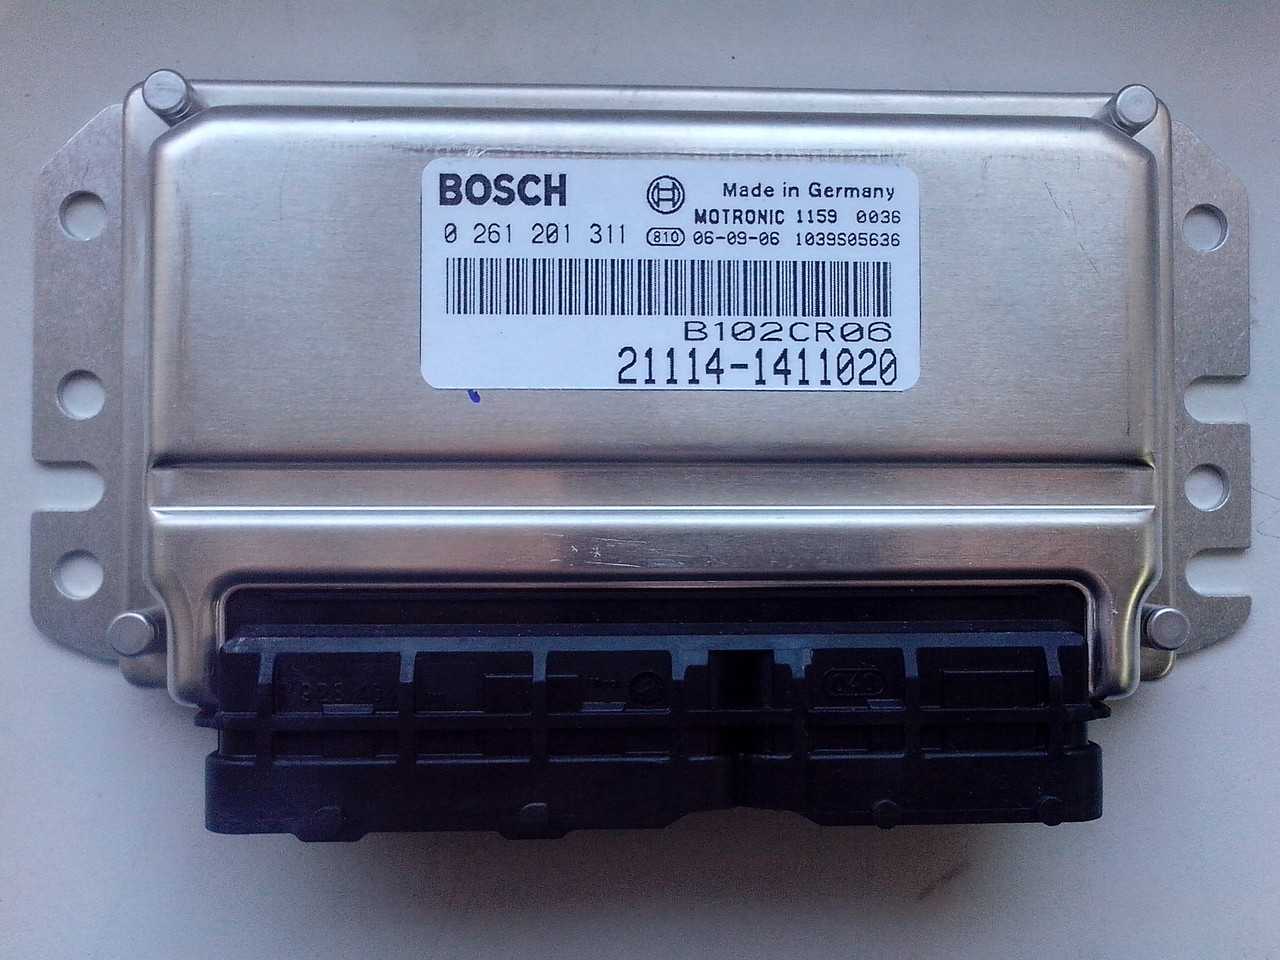 BOSCH
Made in Germany
MOTRONIC 1159 0036
0 261 201 311 810 06-09-06 1039S05636
B102CR06
21114-1411020